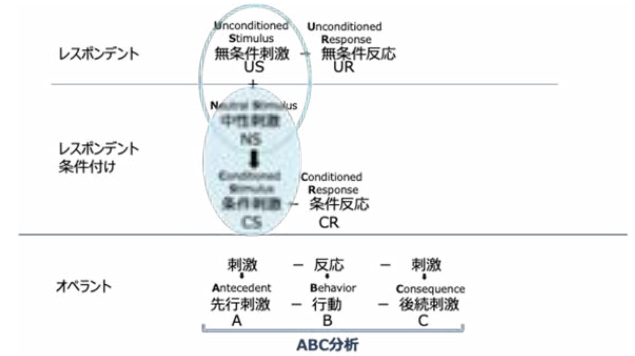 Unconditioned Stimulus
Unconditioned Response
レスポンデント
無条件刺激 − 無条件反応
US
UR
+
Neutral Stimulus
中性刺激
NS
レスポンデント
条件付け
Conditioned Stimulus
Conditioned Response
条件刺激 − 条件反応
CS
CR
刺激 − 反応 − 刺激
オペラント
Antecedent
Behavior
Consequence
先行刺激 − 行動 − 後続刺激
A
B
C
ABC分析